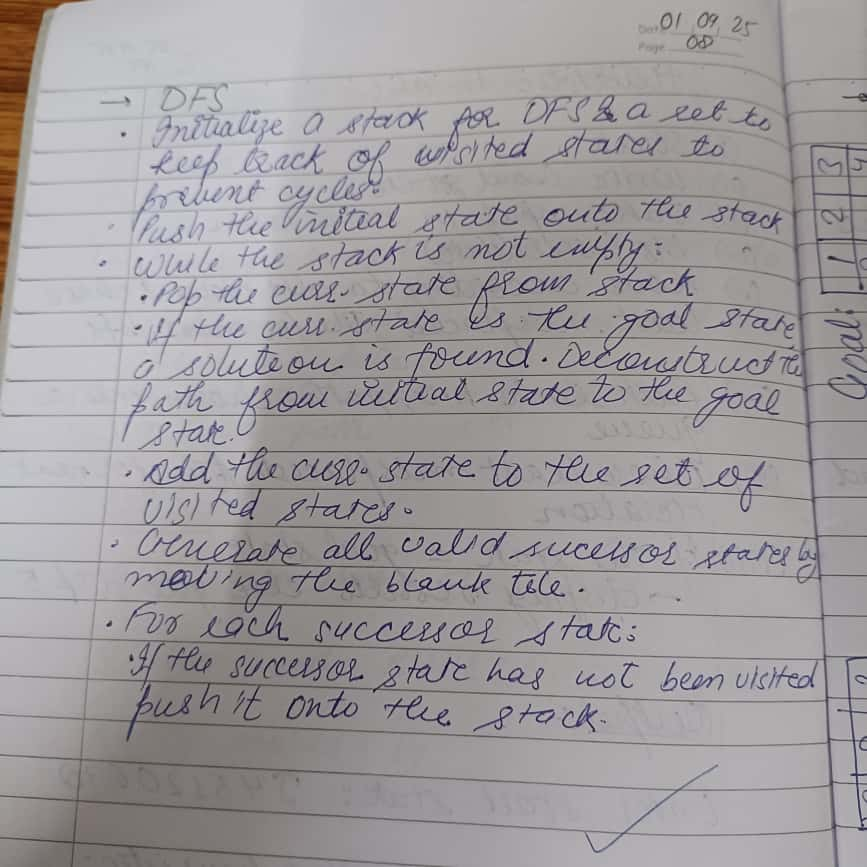 Date 01 09 25
Page 08
→ DFS
• Initialize a stack for DFS & a set to
keep track of visited states to
prevent cycles.
• Push the initial state onto the stack
• While the stack is not empty:
• Pop the curr. state from stack
• If the curr. state is the goal state
a solution is found. Deconstruct the
path from initial state to the goal
state.
• Add the curr. state to the set of
visited states.
• Generate all valid sucessor states by
moving the blank tile.
• For each successor state:
• If the successor state has not been visited
push it onto the stack.
Goal:
1 2 3